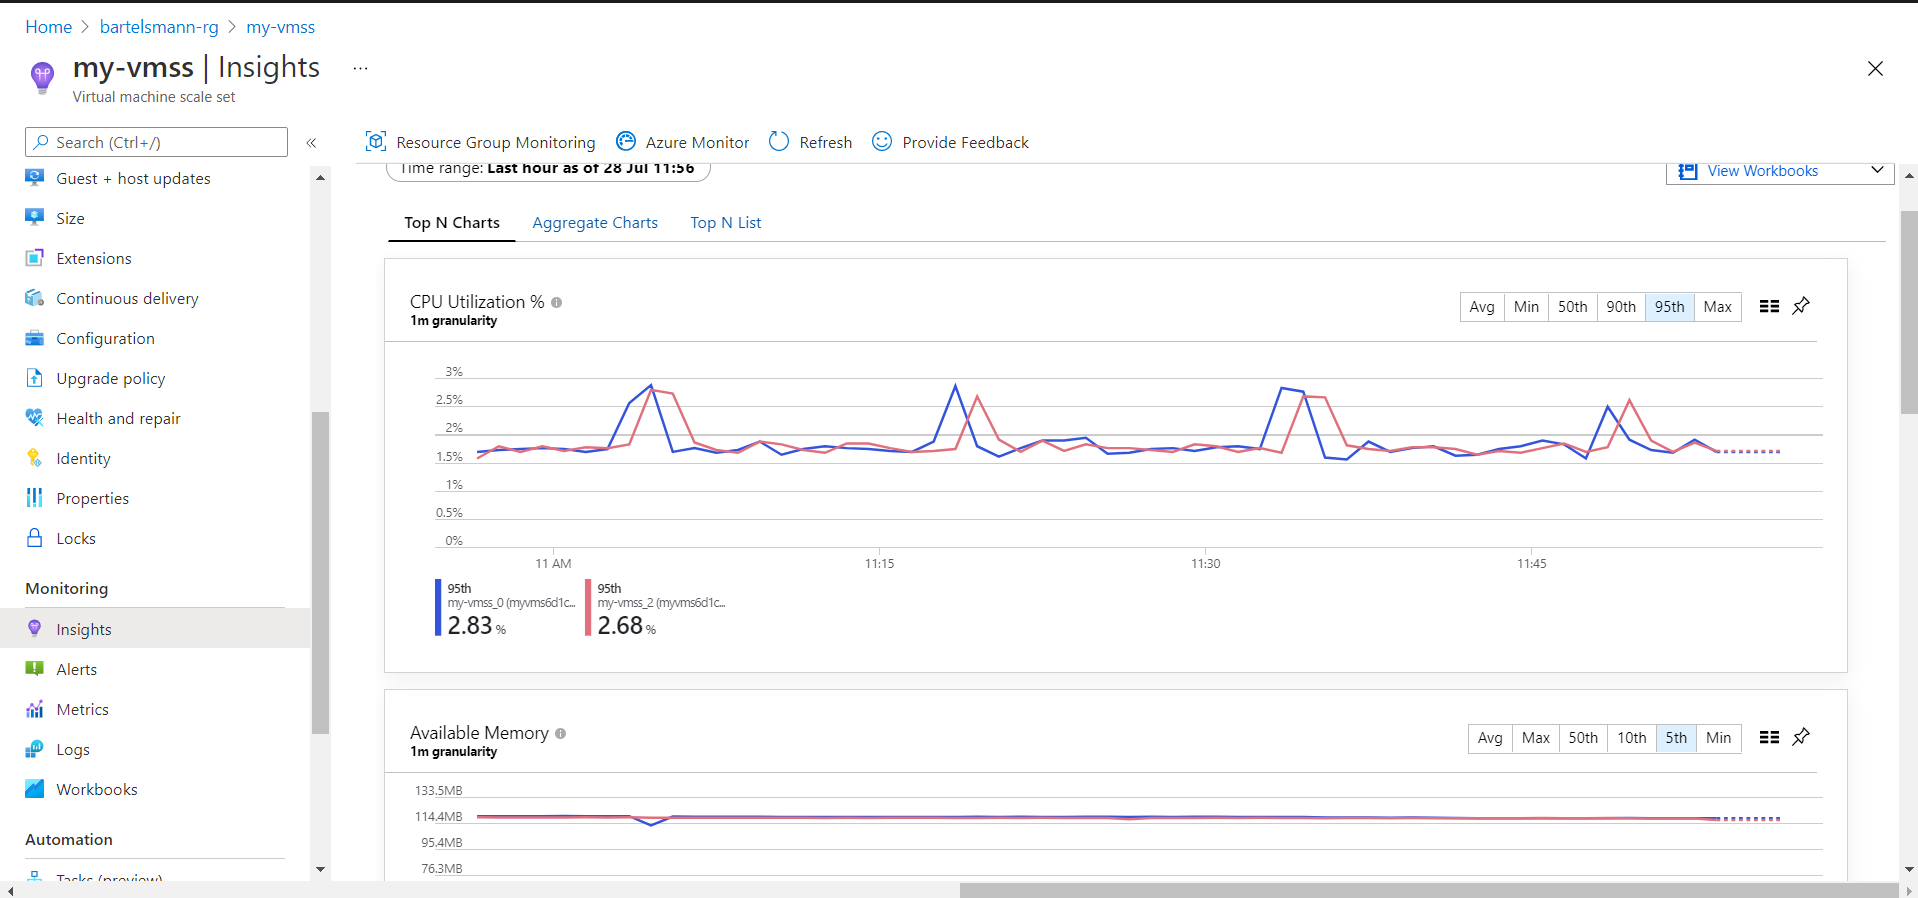 Home > bartelsmann-rg > my-vmss
my-vmss | Insights ...
Virtual machine scale set
Search (Ctrl+/)
«
Guest + host updates
Size
Extensions
Continuous delivery
Configuration
Upgrade policy
Health and repair
Identity
Properties
Locks
Monitoring
Insights
Alerts
Metrics
Logs
Workbooks
Automation
Tasks (preview)
Resource Group Monitoring
Azure Monitor
Refresh
Provide Feedback
Time range: Last hour as of 28 Jul 11:56
View Workbooks
Top N Charts
Aggregate Charts
Top N List
CPU Utilization %
1m granularity
Avg Min 50th 90th 95th Max
3%
2.5%
2%
1.5%
1%
0.5%
0%
11 AM 11:15 11:30 11:45
95th
my-vmss_0 (myvms6d1c...
2.83 %
95th
my-vmss_2 (myvms6d1c...
2.68 %
Available Memory
1m granularity
Avg Max 50th 10th 5th Min
133.5MB
114.4MB
95.4MB
76.3MB